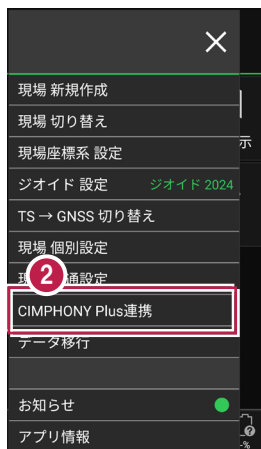 ×
現場 新規作成
現場 切り替え
現場座標系 設定
示
ジオイド 設定 ジオイド 2024
TS → GNSS 切り替え
現場 個別設定
2
通設定
CIMPHONY Plus連携
データ移行
お知らせ
アプリ情報
-%